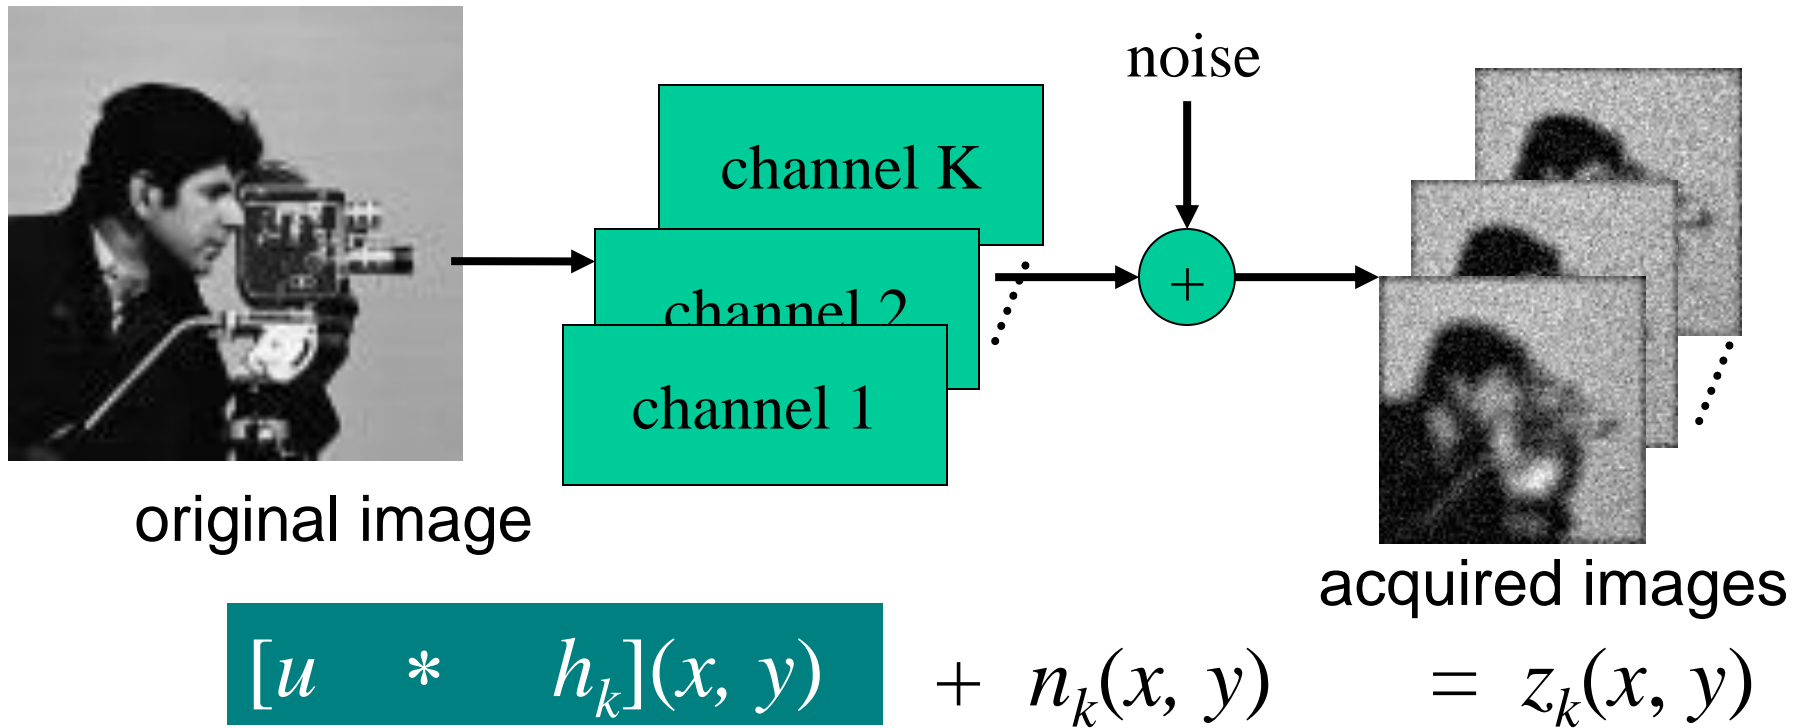 noise
channel K
channel 2
channel 1
+
original image
acquired images
[u * h_k](x, y) + n_k(x, y) = z_k(x, y)